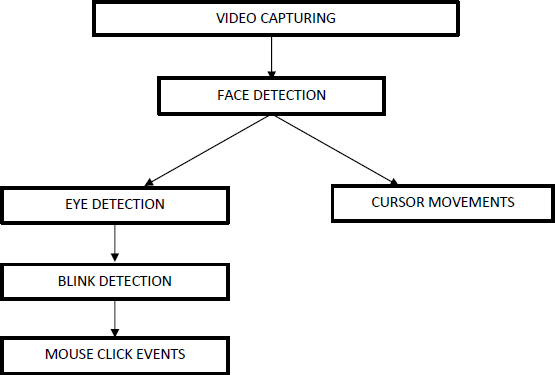 VIDEO CAPTURING
FACE DETECTION
EYE DETECTION
CURSOR MOVEMENTS
BLINK DETECTION
MOUSE CLICK EVENTS